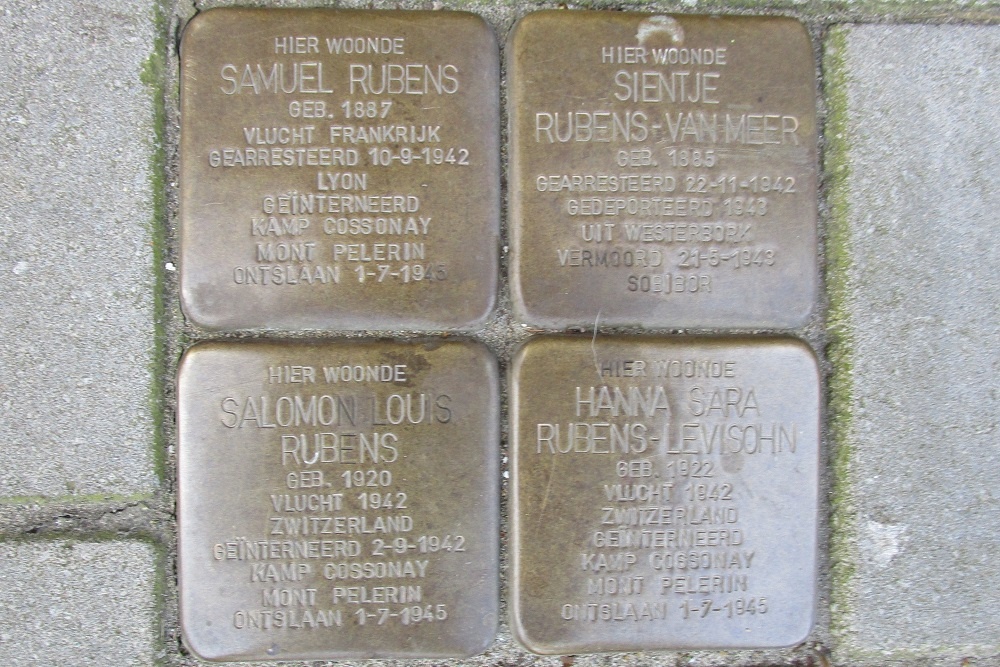 HIER WOONDE
SAMUEL RUBENS
GEB. 1887
VLUCHT FRANKRIJK
GEARRESTEERD 10-9-1942
LYON
GEÏNTERNEERD
KAMP COSSONAY
MONT PELERIN
ONTSLAAN 1-7-1945
HIER WOONDE
SIENTJE
RUBENS-VAN MEER
GEB. 1885
GEARRESTEERD 22-11-1942
GEDEPORTEERD 1943
UIT WESTERBORK
VERMOORD 21-5-1943
SOBIBOR
HIER WOONDE
SALOMON LOUIS
RUBENS
GEB. 1920
VLUCHT 1942
ZWITZERLAND
GEÏNTERNEERD 2-9-1942
KAMP COSSONAY
MONT PELERIN
ONTSLAAN 1-7-1945
HIER WOONDE
HANNA SARA
RUBENS-LEVISOHN
GEB. 1922
VLUCHT 1942
ZWITZERLAND
GEÏNTERNEERD
KAMP COSSONAY
MONT PELERIN
ONTSLAAN 1-7-1945